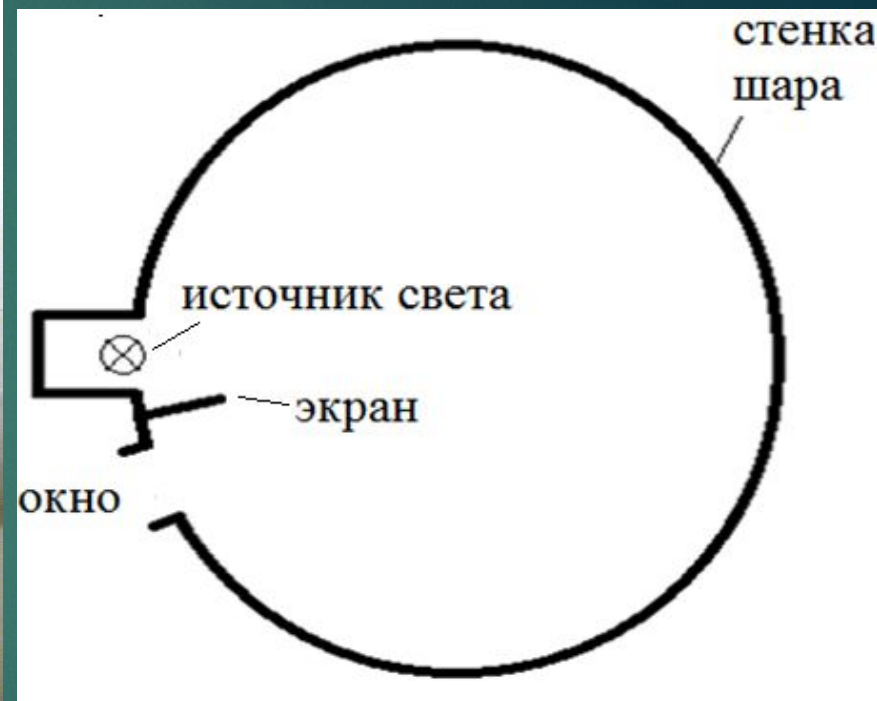 стенка
шара
источник света
экран
окно